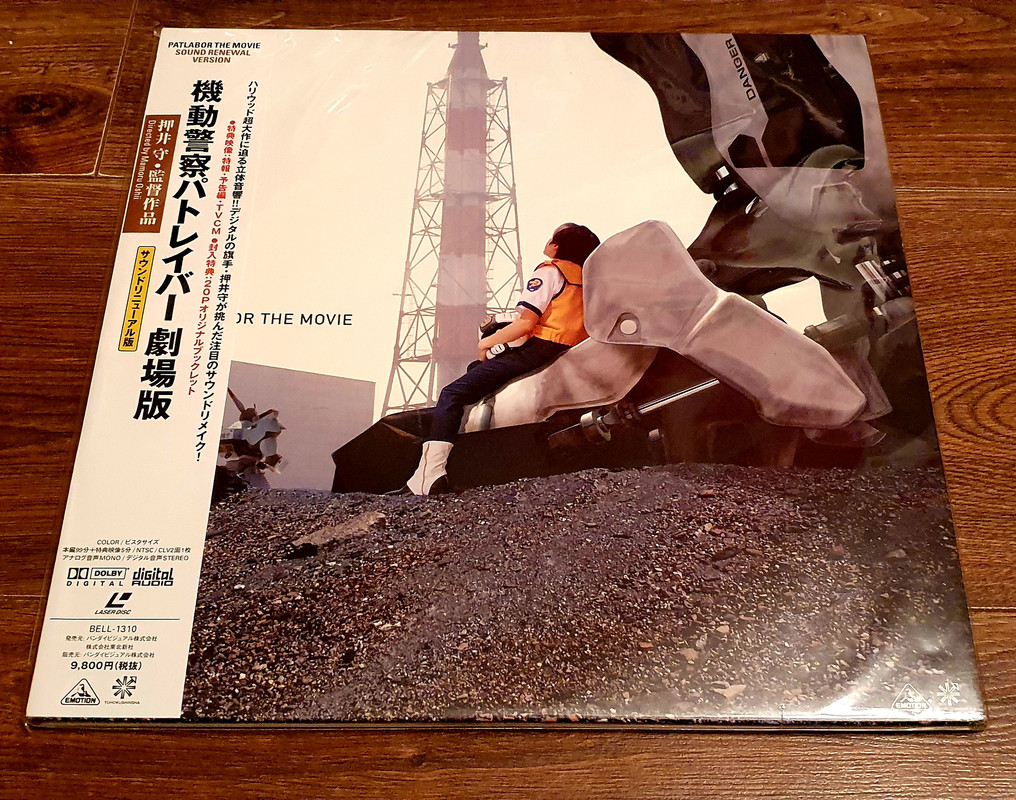 PATLABOR THE MOVIE
SOUND RENEWAL
VERSION
ハリウッド超大作に迫る立体音響!!デジタルの旗手・押井守が挑んだ注目のサウンドリメイク!
●特典映像:特報・予告編・TVCM ●封入特典:20Pオリジナルブックレット
機動警察パトレイバー 劇場版
押井 守・監督作品
Directed by Mamoru Oshii
サウンドリニューアル版
OR THE MOVIE
DANGER
COLOR / ビスタサイズ
本編99分+特典映像5分 / NTSC / CLV2面1枚
アナログ音声MONO / デジタル音声STEREO
DOLBY
DIGITAL
digital
AUDIO
LASER DISC
BELL-1310
発売元: バンダイビジュアル株式会社
株式会社東北新社
販売元: バンダイビジュアル株式会社
9,800円(税抜)
EMOTION
TOHOKUSHINSHA
EMOTION